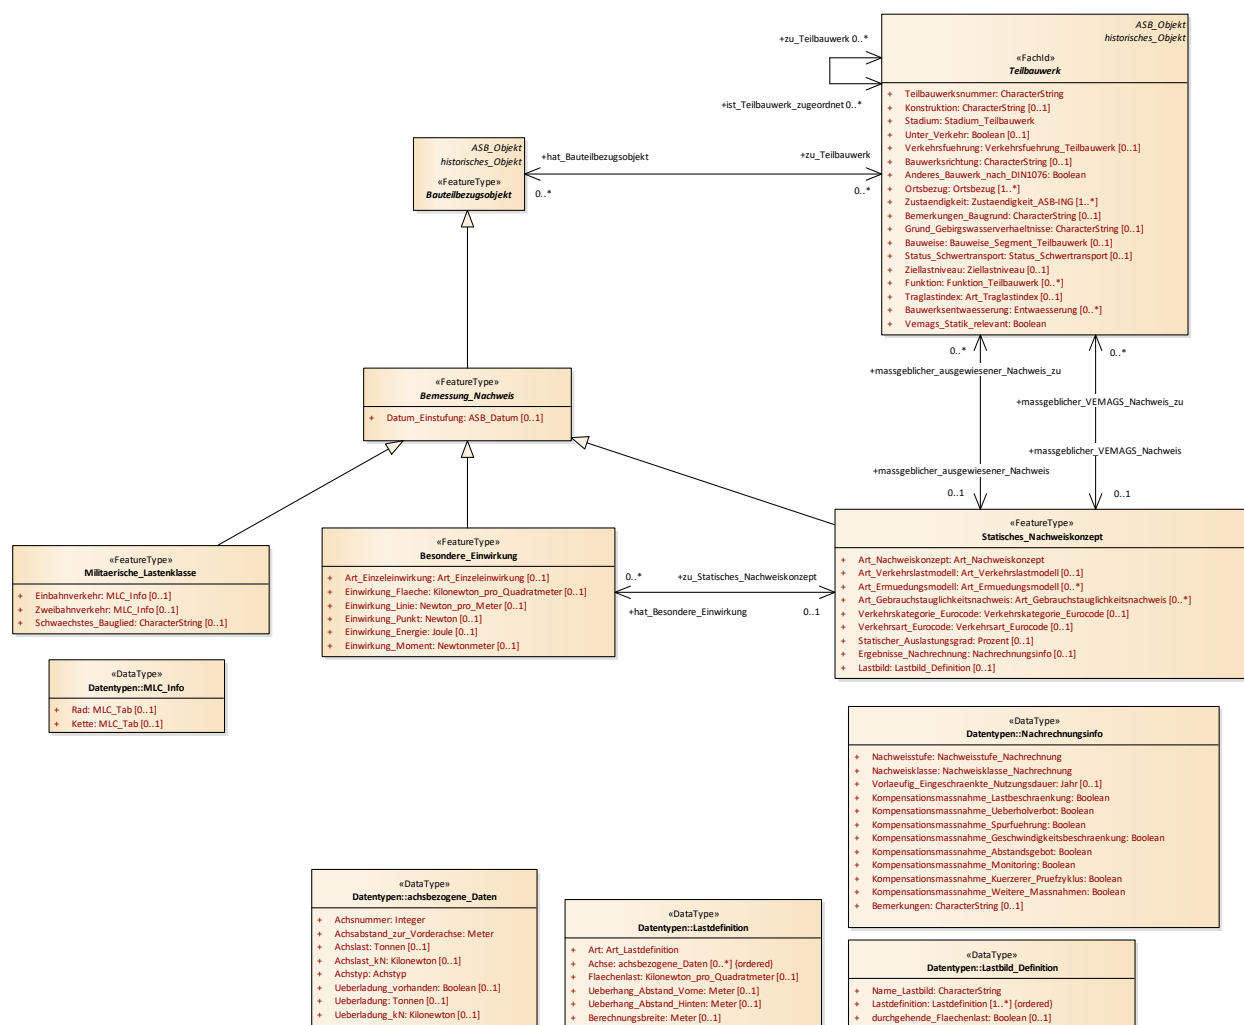 ASB_Objekt
historisches_Objekt
«FachId»
Teilbauwerk
+ Teilbauwerksnummer: CharacterString
+ Konstruktion: CharacterString [0..1]
+ Stadium: Stadium_Teilbauwerk
+ Unter_Verkehr: Boolean [0..1]
+ Verkehrsfuehrung: Verkehrsfuehrung_Teilbauwerk [0..1]
+ Bauwerksrichtung: CharacterString [0..1]
+ Anderes_Bauwerk_nach_DIN1076: Boolean
+ Ortsbezug: Ortsbezug [1..*]
+ Zustaendigkeit: Zustaendigkeit_ASB-ING [1..*]
+ Bemerkungen_Baugrund: CharacterString [0..1]
+ Grund_Gebirgswasserverhaeltnisse: CharacterString [0..1]
+ Bauweise: Bauweise_Segment_Teilbauwerk [0..1]
+ Status_Schwertransport: Status_Schwertransport [0..1]
+ Ziellastniveau: Ziellastniveau [0..1]
+ Funktion: Funktion_Teilbauwerk [0..*]
+ Traglastindex: Art_Traglastindex [0..1]
+ Bauwerksentwaesserung: Entwaesserung [0..*]
+ Vemags_Statik_relevant: Boolean
+zu_Teilbauwerk 0..*
+ist_Teilbauwerk_zugeordnet 0..*
ASB_Objekt
historisches_Objekt
«FeatureType»
Bauteilbezugsobjekt
+hat_Bauteilbezugsobjekt
0..*
+zu_Teilbauwerk
0..*
0..*
+massgeblicher_ausgewiesener_Nachweis_zu
0..*
+massgeblicher_VEMAGS_Nachweis_zu
+massgeblicher_VEMAGS_Nachweis
+massgeblicher_ausgewiesener_Nachweis
0..1
0..1
«FeatureType»
Bemessung_Nachweis
+ Datum_Einstufung: ASB_Datum [0..1]
«FeatureType»
Militaerische_Lastenklasse
+ Einbahnverkehr: MLC_Info [0..1]
+ Zweibahnverkehr: MLC_Info [0..1]
+ Schwaechstes_Bauglied: CharacterString [0..1]
«FeatureType»
Besondere_Einwirkung
+ Art_Einzeleinwirkung: Art_Einzeleinwirkung [0..1]
+ Einwirkung_Flaeche: Kilonewton_pro_Quadratmeter [0..1]
+ Einwirkung_Linie: Newton_pro_Meter [0..1]
+ Einwirkung_Punkt: Newton [0..1]
+ Einwirkung_Energie: Joule [0..1]
+ Einwirkung_Moment: Newtonmeter [0..1]
0..*
+zu_Statisches_Nachweiskonzept
+hat_Besondere_Einwirkung
0..1
«FeatureType»
Statisches_Nachweiskonzept
+ Art_Nachweiskonzept: Art_Nachweiskonzept
+ Art_Verkehrslastmodell: Art_Verkehrslastmodell [0..1]
+ Art_Ermuedungsmodell: Art_Ermuedungsmodell [0..*]
+ Art_Gebrauchstauglichkeitsnachweis: Art_Gebrauchstauglichkeitsnachweis [0..*]
+ Verkehrskategorie_Eurocode: Verkehrskategorie_Eurocode [0..1]
+ Verkehrsart_Eurocode: Verkehrsart_Eurocode [0..1]
+ Statischer_Auslastungsgrad: Prozent [0..1]
+ Ergebnisse_Nachrechnung: Nachrechnungsinfo [0..1]
+ Lastbild: Lastbild_Definition [0..1]
«DataType»
Datentypen::MLC_Info
+ Rad: MLC_Tab [0..1]
+ Kette: MLC_Tab [0..1]
«DataType»
Datentypen::Nachrechnungsinfo
+ Nachweisstufe: Nachweisstufe_Nachrechnung
+ Nachweisklasse: Nachweisklasse_Nachrechnung
+ Vorlaeufig_Eingeschraenkte_Nutzungsdauer: Jahr [0..1]
+ Kompensationsmassnahme_Lastbeschraenkung: Boolean
+ Kompensationsmassnahme_Ueberholverbot: Boolean
+ Kompensationsmassnahme_Spurfuehrung: Boolean
+ Kompensationsmassnahme_Geschwindigkeitsbeschraenkung: Boolean
+ Kompensationsmassnahme_Abstandsgebot: Boolean
+ Kompensationsmassnahme_Monitoring: Boolean
+ Kompensationsmassnahme_Kuerzerer_Pruefzyklus: Boolean
+ Kompensationsmassnahme_Weitere_Massnahmen: Boolean
+ Bemerkungen: CharacterString [0..1]
«DataType»
Datentypen::achsbezogene_Daten
+ Achsnummer: Integer
+ Achsabstand_zur_Vorderachse: Meter
+ Achslast: Tonnen [0..1]
+ Achslast_kN: Kilonewton [0..1]
+ Achstyp: Achstyp
+ Ueberladung_vorhanden: Boolean [0..1]
+ Ueberladung: Tonnen [0..1]
+ Ueberladung_kN: Kilonewton [0..1]
«DataType»
Datentypen::Lastdefinition
+ Art: Art_Lastdefinition
+ Achse: achsbezogene_Daten [0..*] {ordered}
+ Flaechenlast: Kilonewton_pro_Quadratmeter [0..1]
+ Ueberhang_Abstand_Vorne: Meter [0..1]
+ Ueberhang_Abstand_Hinten: Meter [0..1]
+ Berechnungsbreite: Meter [0..1]
«DataType»
Datentypen::Lastbild_Definition
+ Name_Lastbild: CharacterString
+ Lastdefinition: Lastdefinition [1..*] {ordered}
+ durchgehende_Flaechenlast: Boolean [0..1]